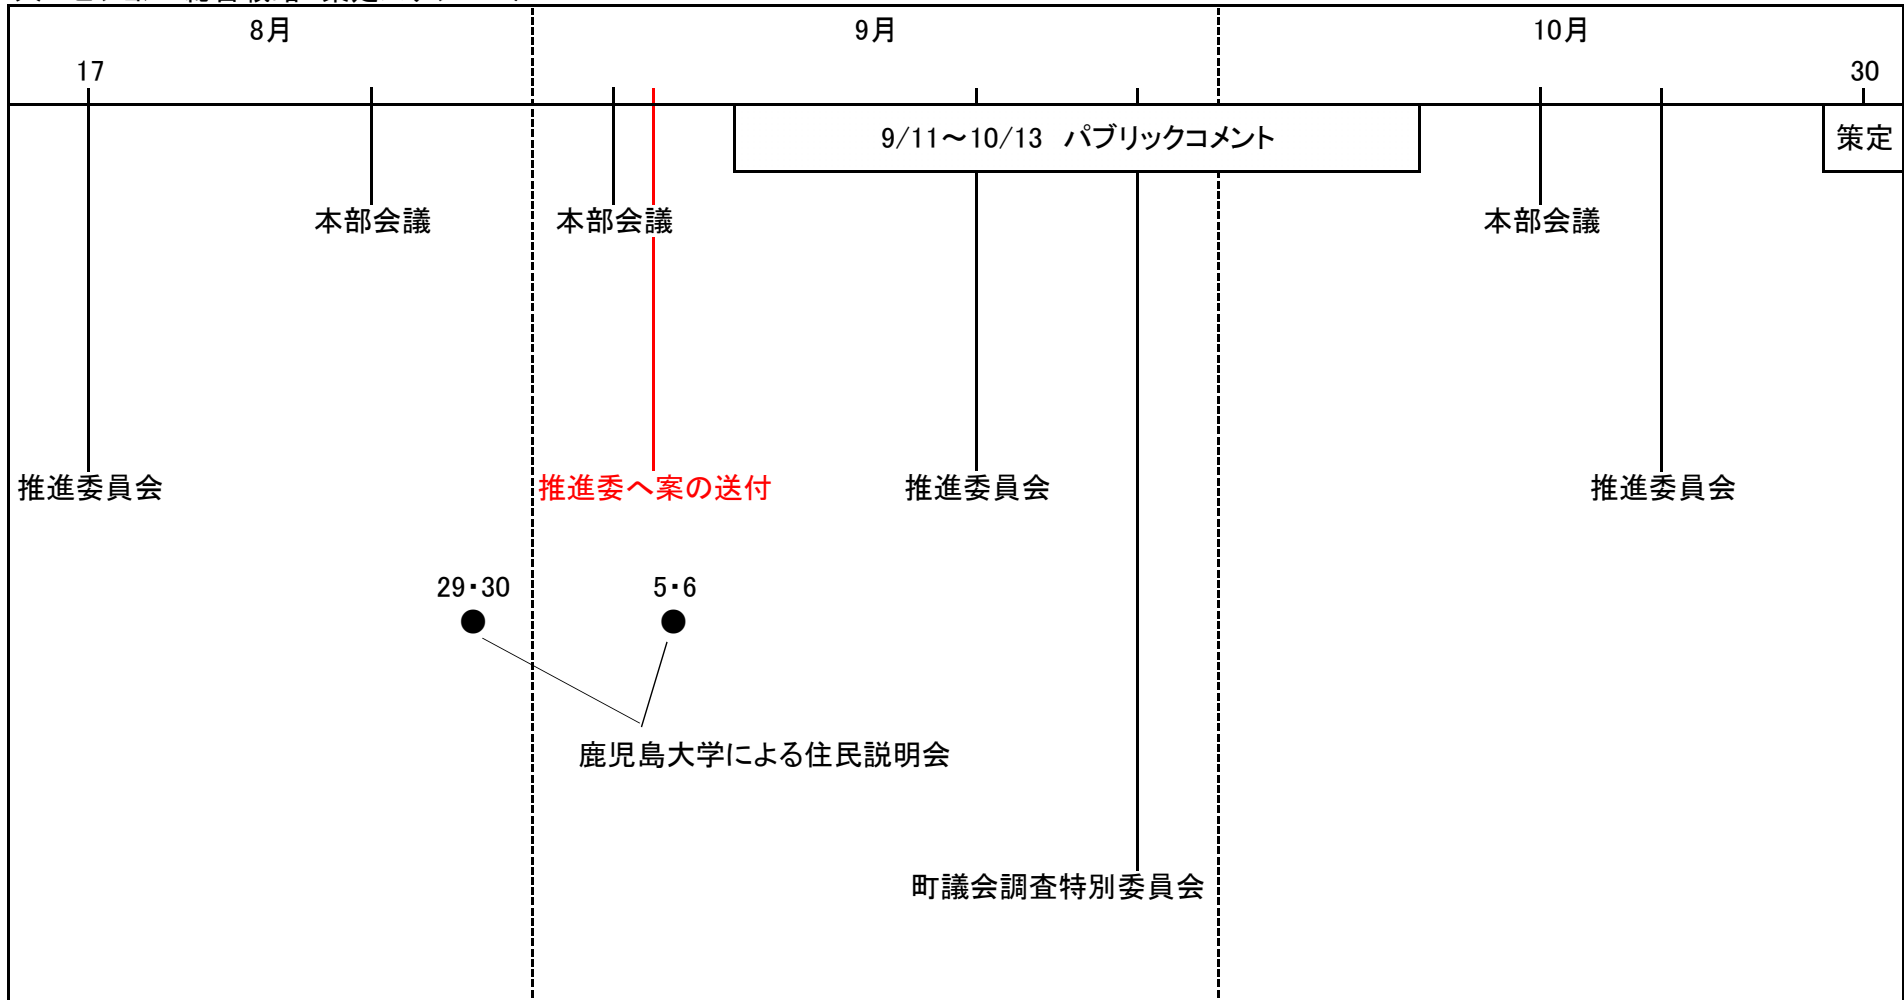 8月 9月 10月
17 30
9/11～10/13 パブリックコメント 策定
本部会議 本部会議 本部会議
推進委員会 推進委へ案の送付 推進委員会 推進委員会
29・30 5・6
鹿児島大学による住民説明会
町議会調査特別委員会